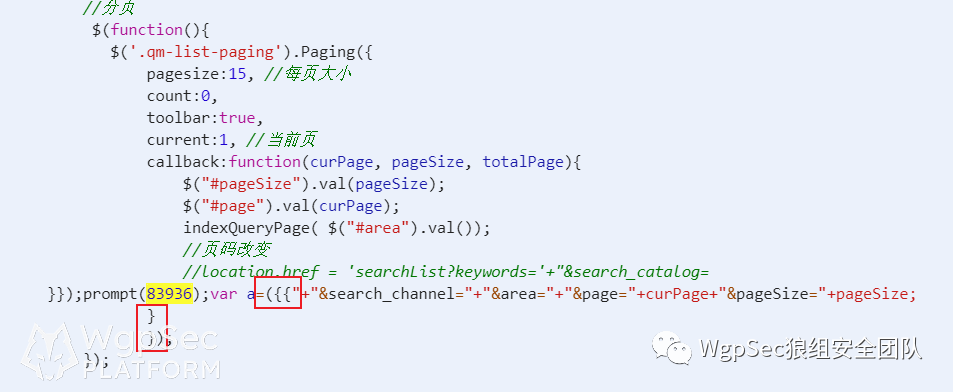 //分页
$(function(){
$('.qm-list-paging').Paging({
pagesize:15, //每页大小
count:0,
toolbar:true,
current:1, //当前页
callback:function(curPage, pageSize, totalPage){
$("#pageSize").val(pageSize);
$("#page").val(curPage);
indexQueryPage( $("#area").val());
//页码改变
//location.href = 'searchList?keywords='+"&search_catalog=
}});prompt(83936);var a=({{"+"&search_channel="+"&area="+"&page="+curPage+"&pageSize="+pageSize;
}
});
});
WgpSec
PLATFORM
WgpSec狼组安全团队